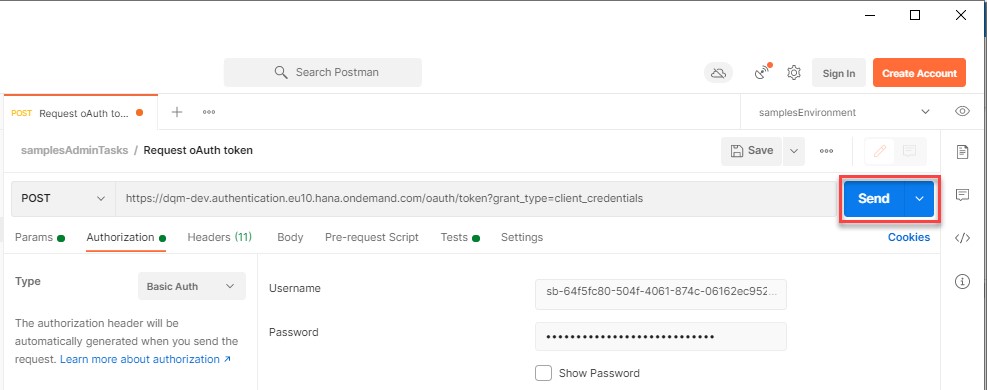 Search Postman
Sign In
Create Account
POST Request oAuth to...
samplesEnvironment
samplesAdminTasks / Request oAuth token
Save
POST
https://dqm-dev.authentication.eu10.hana.ondemand.com/oauth/token?grant_type=client_credentials
Send
Params
Authorization
Headers (11)
Body
Pre-request Script
Tests
Settings
Cookies
Type
Basic Auth
The authorization header will be
automatically generated when you send the
request. Learn more about authorization ↗
Username
sb-64f5fc80-504f-4061-874c-06162ec952...
Password
Show Password